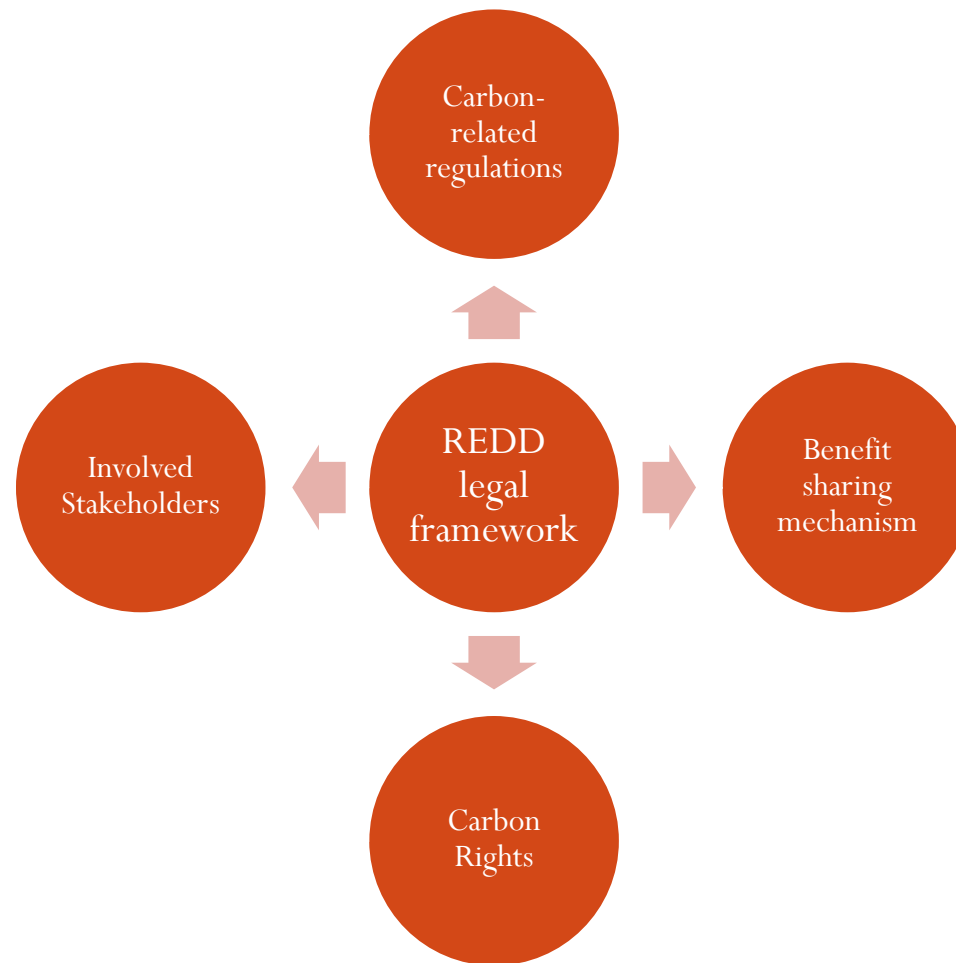 Carbon-
related
regulations
Involved
Stakeholders
REDD
legal
framework
Benefit
sharing
mechanism
Carbon
Rights